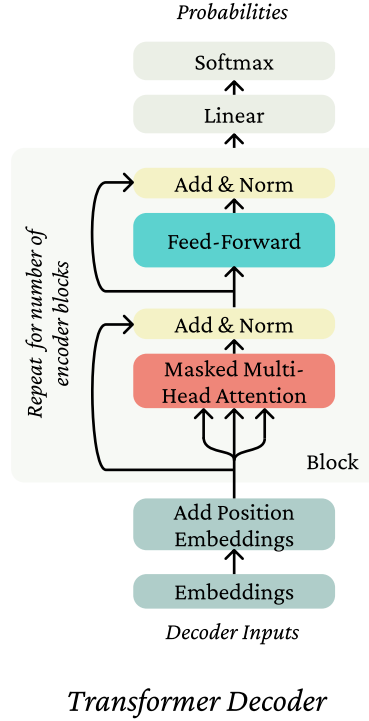 Probabilities
Softmax
Linear
Add & Norm
Feed-Forward
Repeat for number of
encoder blocks
Add & Norm
Masked Multi-
Head Attention
Block
Add Position
Embeddings
Embeddings
Decoder Inputs
Transformer Decoder